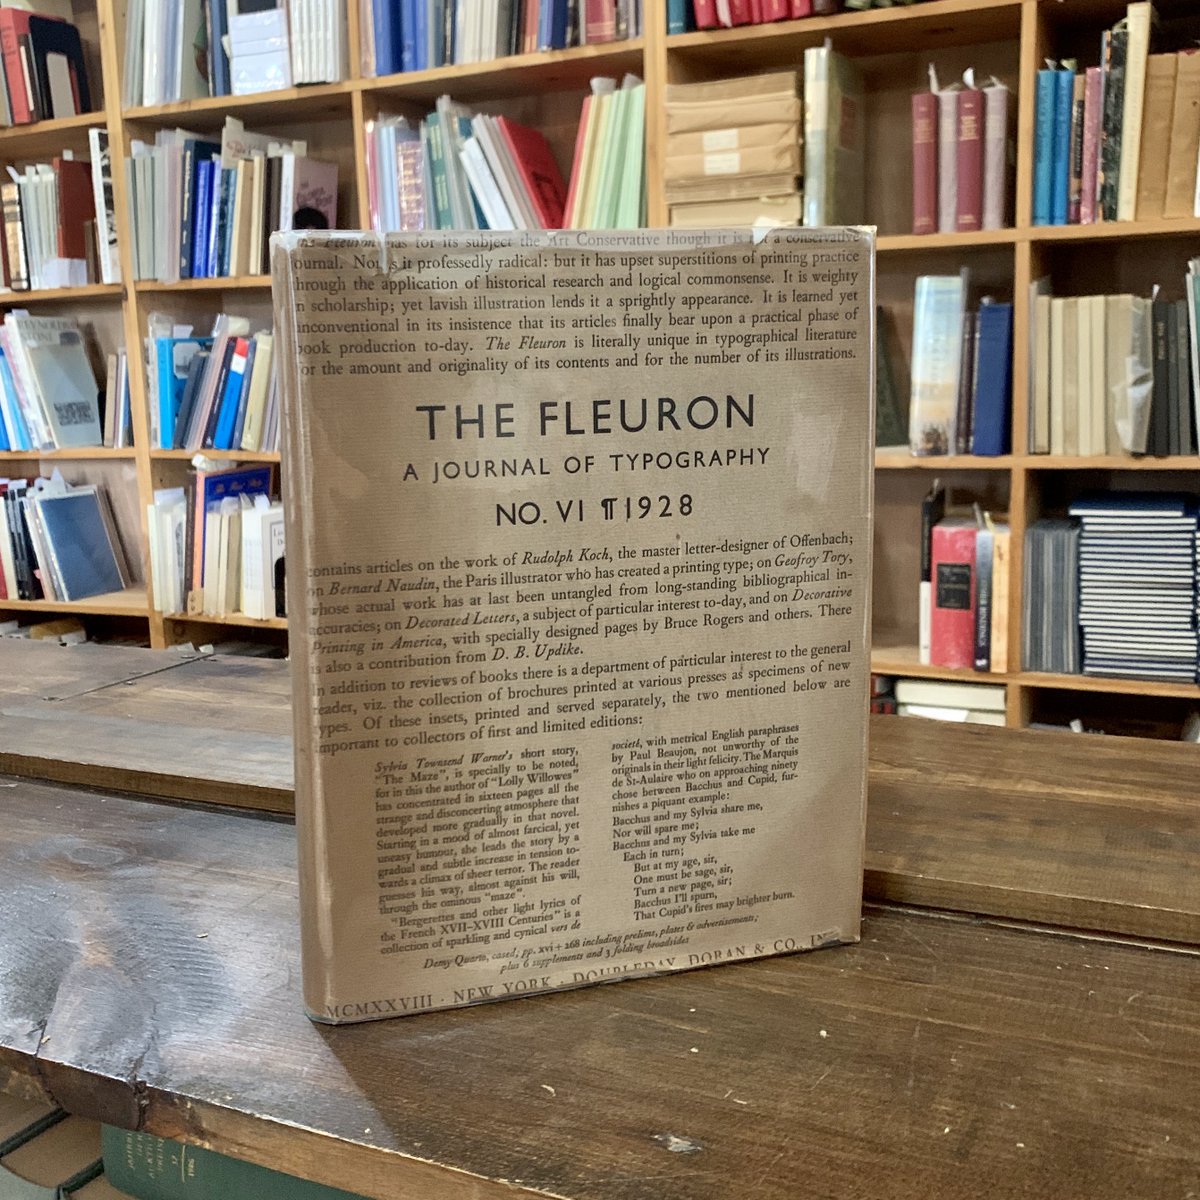 has for its subject the Art Conservative though it is a conservative
journal. Nor is it professedly radical: but it has upset superstitions of printing practice
through the application of historical research and logical commonsense. It is weighty
in scholarship; yet lavish illustration lends it a sprightly appearance. It is learned yet
unconventional in its insistence that its articles finally bear upon a practical phase of
book production to-day. The Fleuron is literally unique in typographical literature
for the amount and originality of its contents and for the number of its illustrations.
THE FLEURON
A JOURNAL OF TYPOGRAPHY
NO. VI ¶ 1928
contains articles on the work of Rudolph Koch, the master letter-designer of Offenbach;
on Bernard Naudin, the Paris illustrator who has created a printing type; on Geofroy Tory,
whose actual work has at last been untangled from long-standing bibliographical in-
accuracies; on Decorated Letters, a subject of particular interest to-day, and on Decorative
Printing in America, with specially designed pages by Bruce Rogers and others. There
is also a contribution from D. B. Updike.
In addition to reviews of books there is a department of particular interest to the general
reader, viz. the collection of brochures printed at various presses as specimens of new
types. Of these insets, printed and served separately, the two mentioned below are
important to collectors of first and limited editions:
Sylvia Townsend Warner's short story,
"The Maze", is specially to be noted,
for in this the author of "Lolly Willowes"
has concentrated in sixteen pages all the
strange and disconcerting atmosphere that
developed more gradually in that novel.
Starting in a mood of almost farcical, yet
uneasy humour, she leads the story by a
gradual and subtle increase in tension to-
wards a climax of sheer terror. The reader
guesses his way, almost against his will,
through the ominous "maze".
"Bergerettes and other light lyrics of
the French XVII-XVIII Centuries" is a
collection of sparkling and cynical vers de
societé, with metrical English paraphrases
by Paul Beaujon, not unworthy of the
originals in their light felicity. The Marquis
de St-Aulaire who on approaching ninety
chose between Bacchus and Cupid, fur-
nishes a piquant example:
Bacchus and my Sylvia share me,
Nor will spare me;
Bacchus and my Sylvia take me
Each in turn;
But at my age, sir,
One must be sage, sir,
Turn a new page, sir;
Bacchus I'll spurn,
That Cupid's fires may brighter burn.
Demy Quarto, cased, pp. xvi + 268 including prelims, plates & advertisements;
plus 6 supplements and 3 folding broadsides
MCMXXVIII · NEW YORK · DOUBLEDAY, DORAN & CO., IN